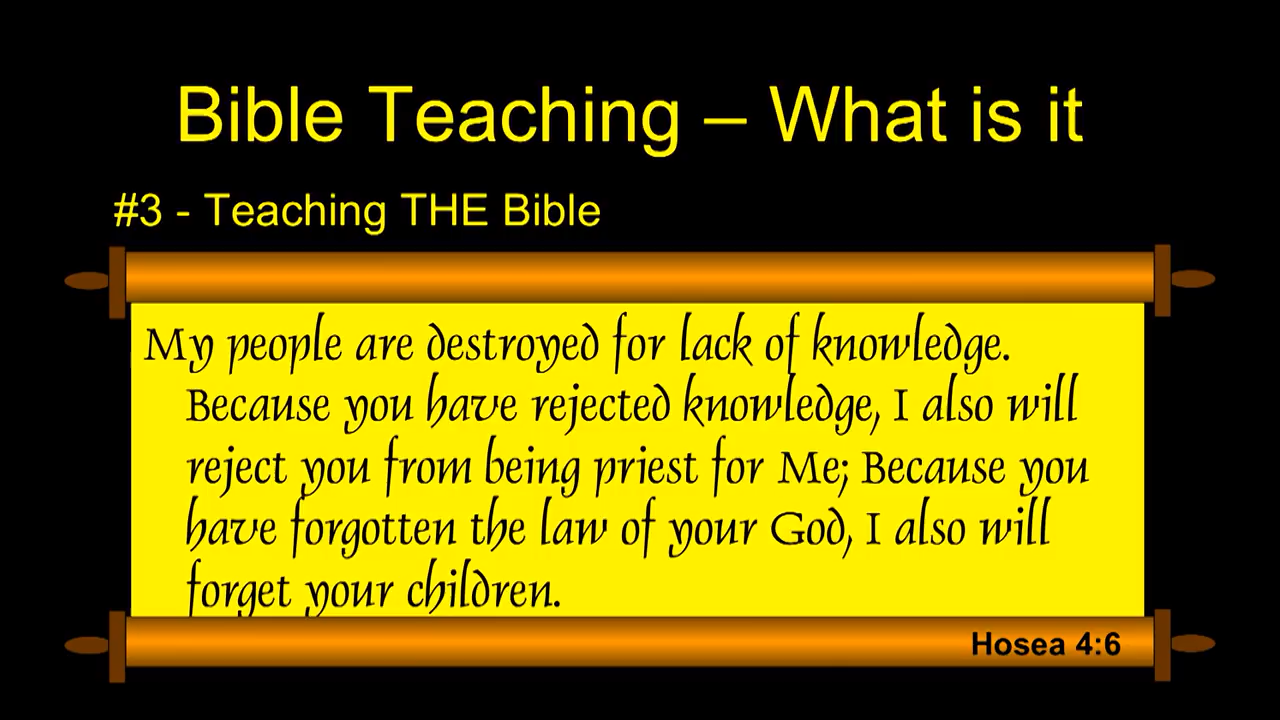 Bible Teaching – What is it
#3 - Teaching THE Bible
My people are destroyed for lack of knowledge.
Because you have rejected knowledge, I also will
reject you from being priest for Me; Because you
have forgotten the law of your God, I also will
forget your children.
Hosea 4:6